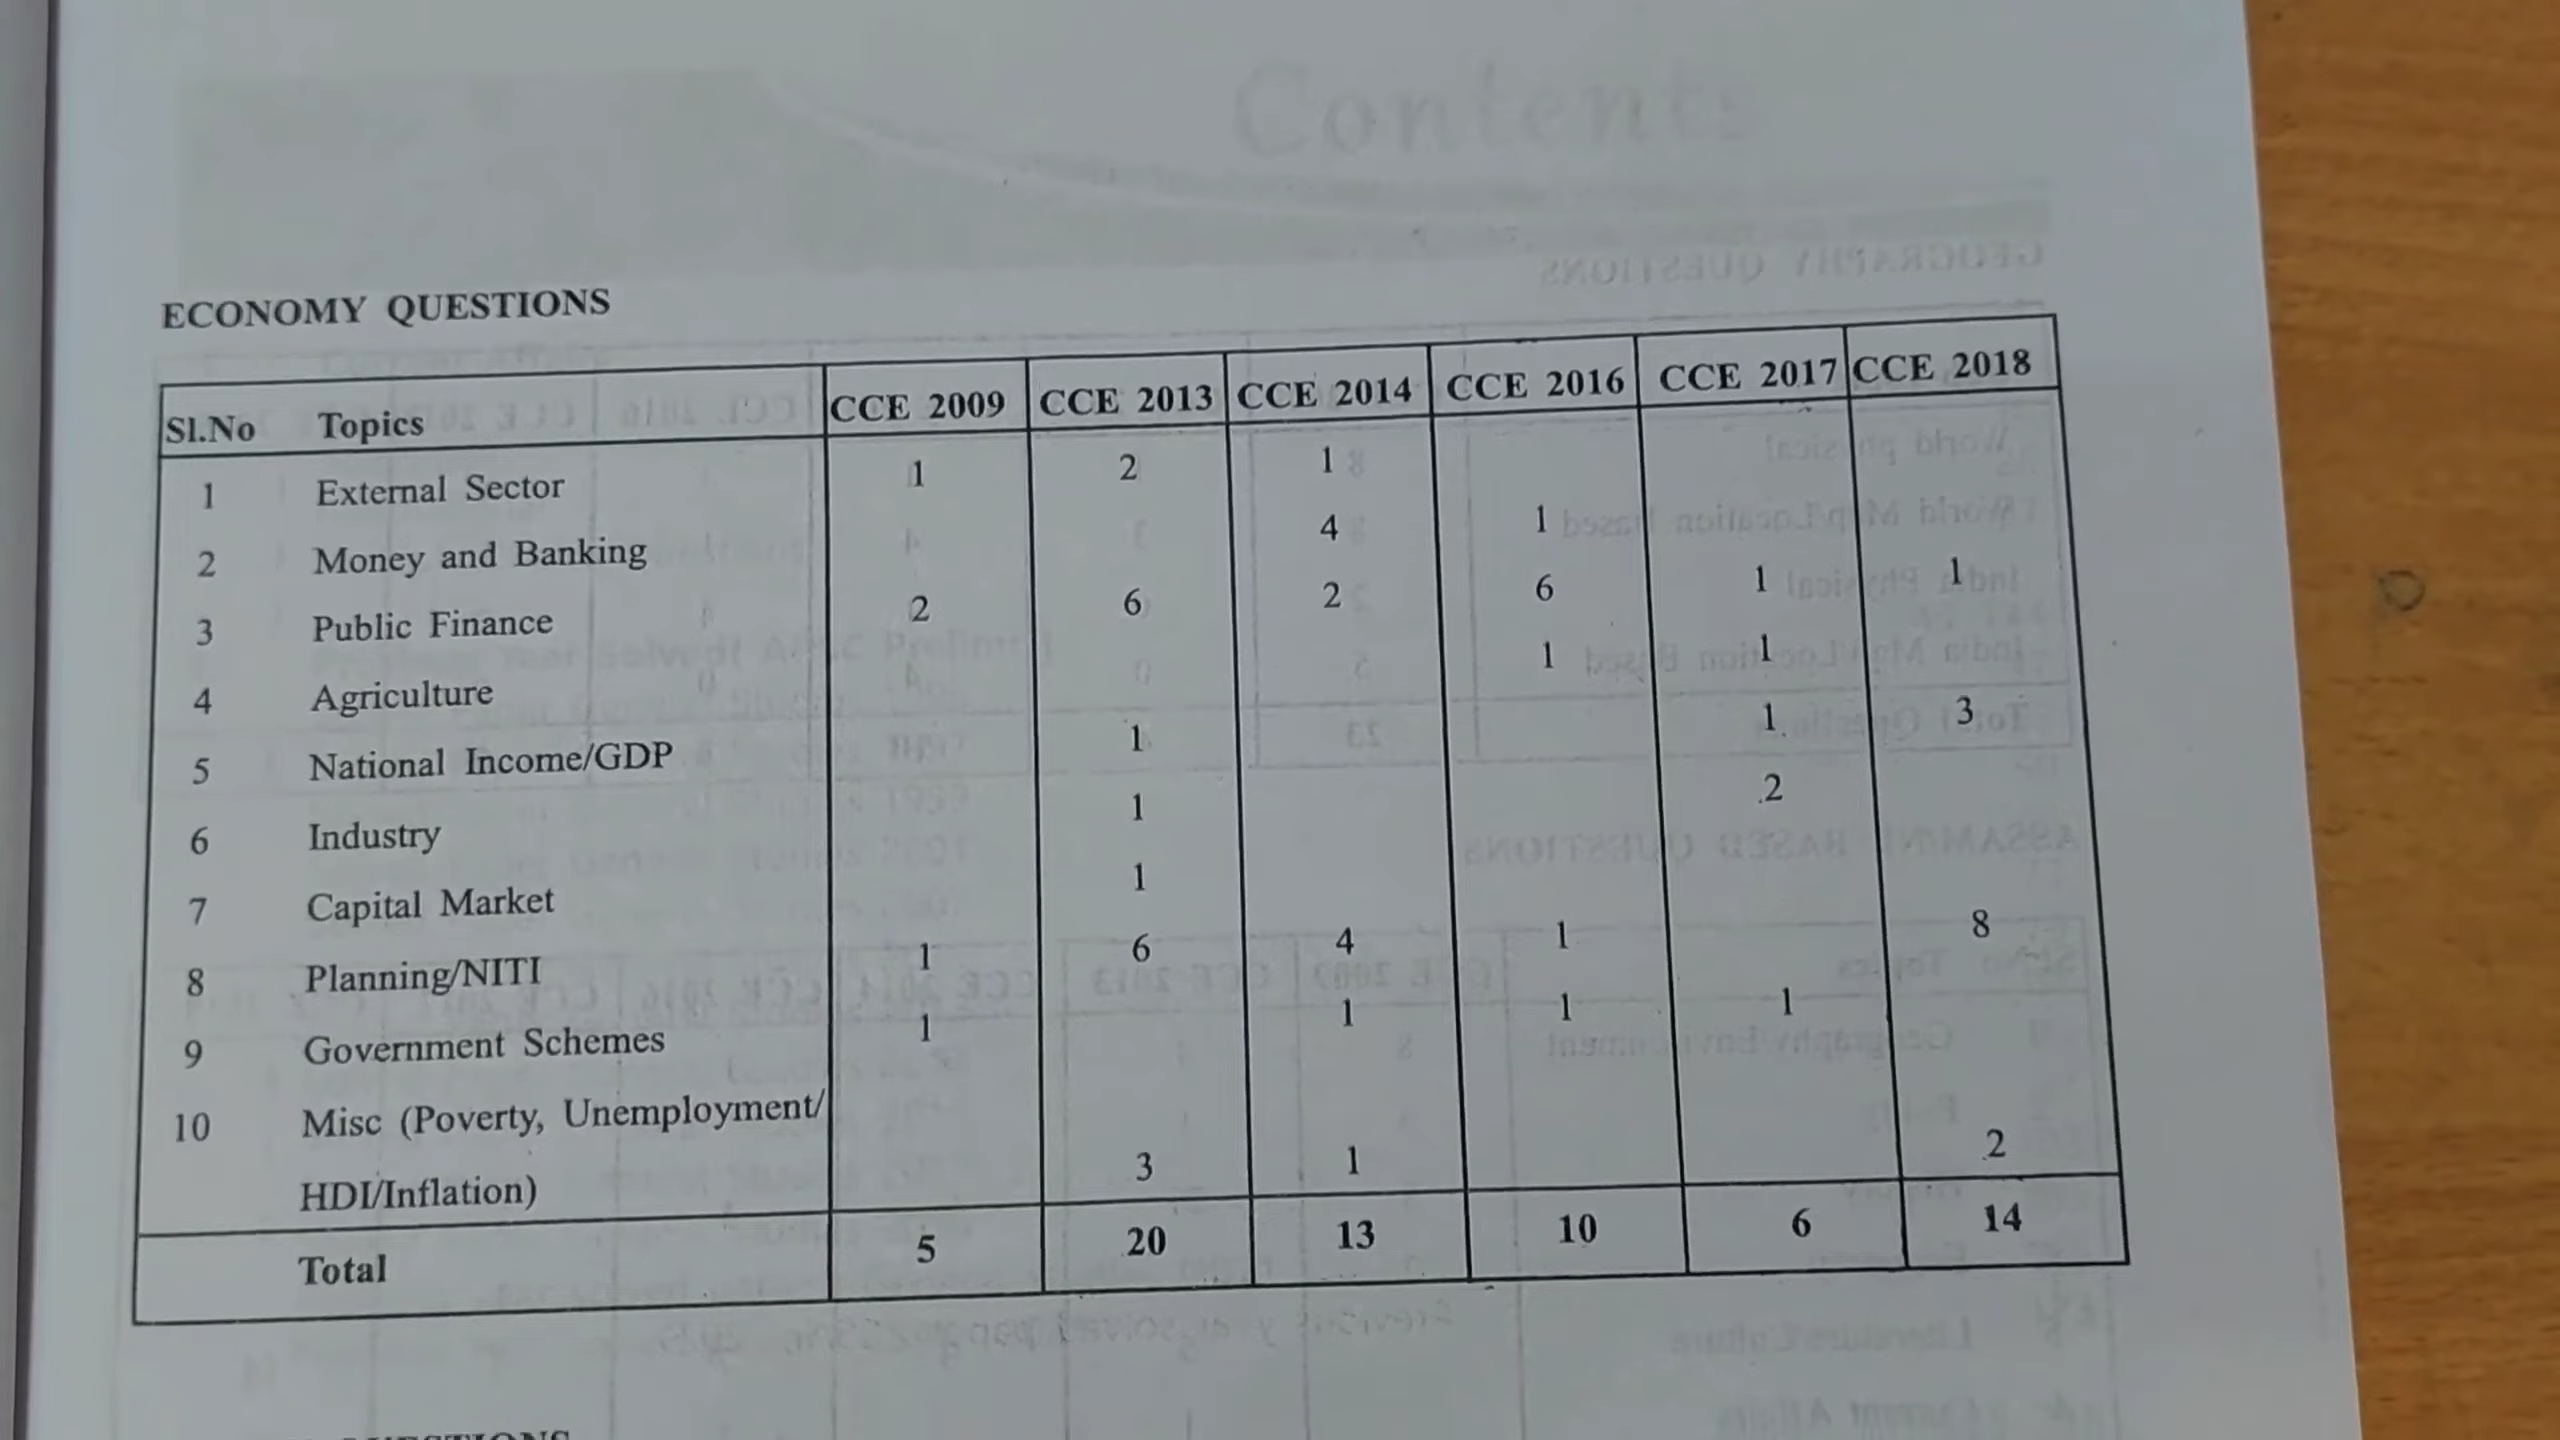 Contents
GEOGRAPHY QUESTIONS
ECONOMY QUESTIONS
Sl.No Topics CCE 2009 CCE 2013 CCE 2014 CCE 2016 CCE 2017 CCE 2018
1 External Sector 1 2 1
2 Money and Banking 4 1
3 Public Finance 2 6 2 6 1 1
4 Agriculture 1 1
5 National Income/GDP 1 1 3
6 Industry 1 2
7 Capital Market 1
8 Planning/NITI 1 6 4 1 8
9 Government Schemes 1 1 1 1
10 Misc (Poverty, Unemployment/
HDI/Inflation) 3 1 2
Total 5 20 13 10 6 14